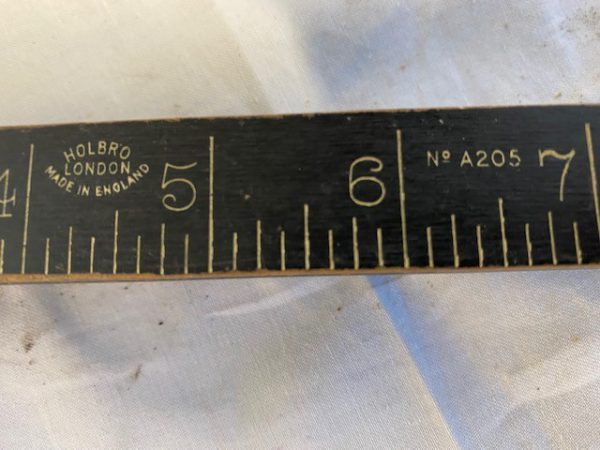 HOLBRO
LONDON
MADE IN ENGLAND
4 5 6 Nº A205 7